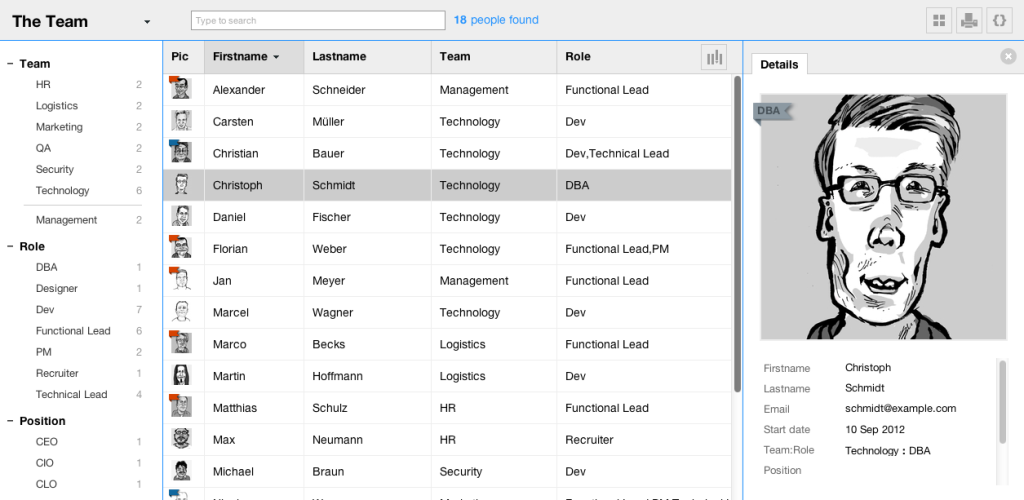 The Team
Type to search
18 people found
Team
HR 2
Logistics 2
Marketing 2
QA 2
Security 2
Technology 6
Management 2
Role
DBA 1
Designer 1
Dev 7
Functional Lead 6
PM 2
Recruiter 1
Technical Lead 4
Position
CEO 1
CIO 1
CLO 1
Pic Firstname Lastname Team Role
Alexander Schneider Management Functional Lead
Carsten Müller Technology Dev
Christian Bauer Technology Dev,Technical Lead
Christoph Schmidt Technology DBA
Daniel Fischer Technology Dev
Florian Weber Technology Functional Lead,PM
Jan Meyer Management Functional Lead
Marcel Wagner Technology Dev
Marco Becks Logistics Functional Lead
Martin Hoffmann Logistics Dev
Matthias Schulz HR Functional Lead
Max Neumann HR Recruiter
Michael Braun Security Dev
Details
DBA
Firstname Christoph
Lastname Schmidt
Email schmidt@example.com
Start date 10 Sep 2012
Team:Role Technology : DBA
Position